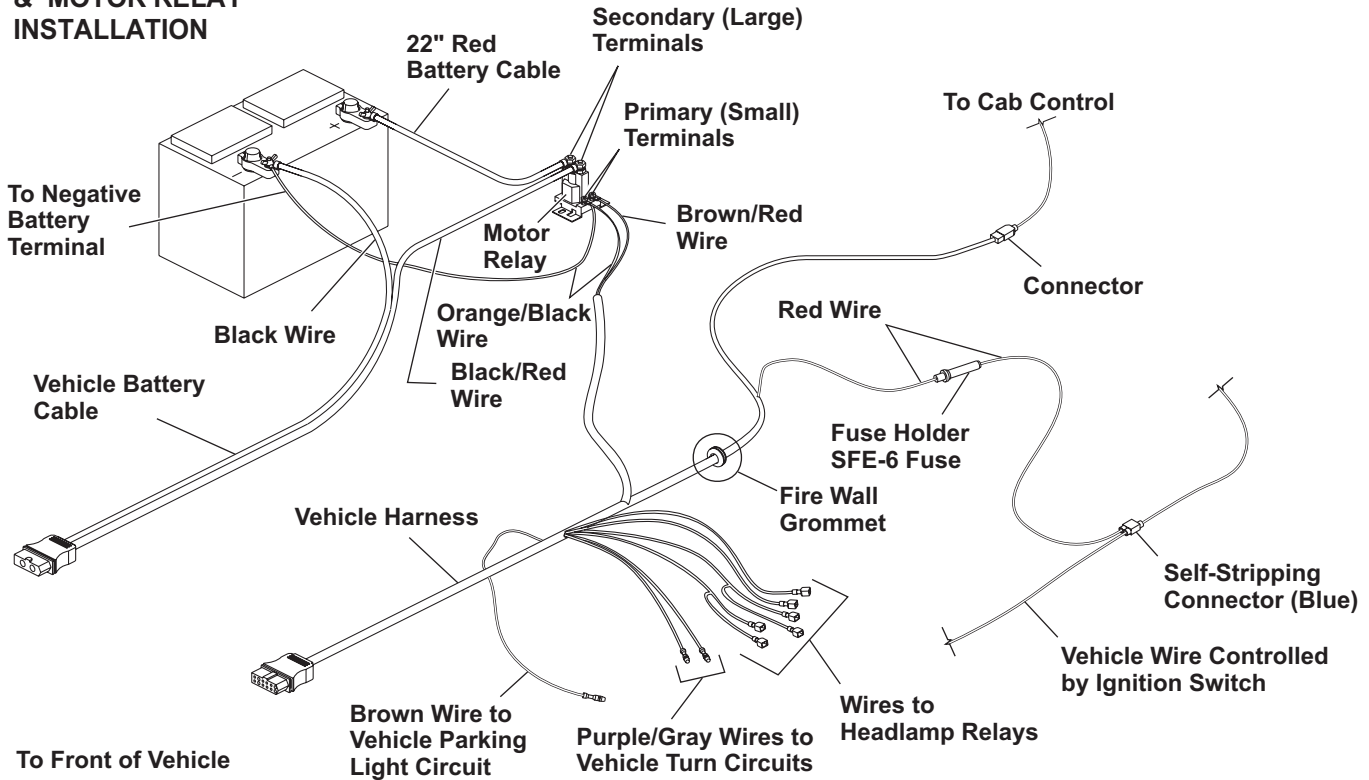 & MOTOR RELAY
INSTALLATION
Secondary (Large)
Terminals
22" Red
Battery Cable
To Cab Control
Primary (Small)
Terminals
+
-
To Negative
Battery
Terminal
Brown/Red
Wire
Motor
Relay
Connector
Black Wire
Orange/Black
Wire
Red Wire
Black/Red
Wire
Vehicle Battery
Cable
Fuse Holder
SFE-6 Fuse
Fire Wall
Grommet
Vehicle Harness
Self-Stripping
Connector (Blue)
Vehicle Wire Controlled
by Ignition Switch
Wires to
Headlamp Relays
Brown Wire to
Vehicle Parking
Light Circuit
Purple/Gray Wires to
Vehicle Turn Circuits
To Front of Vehicle